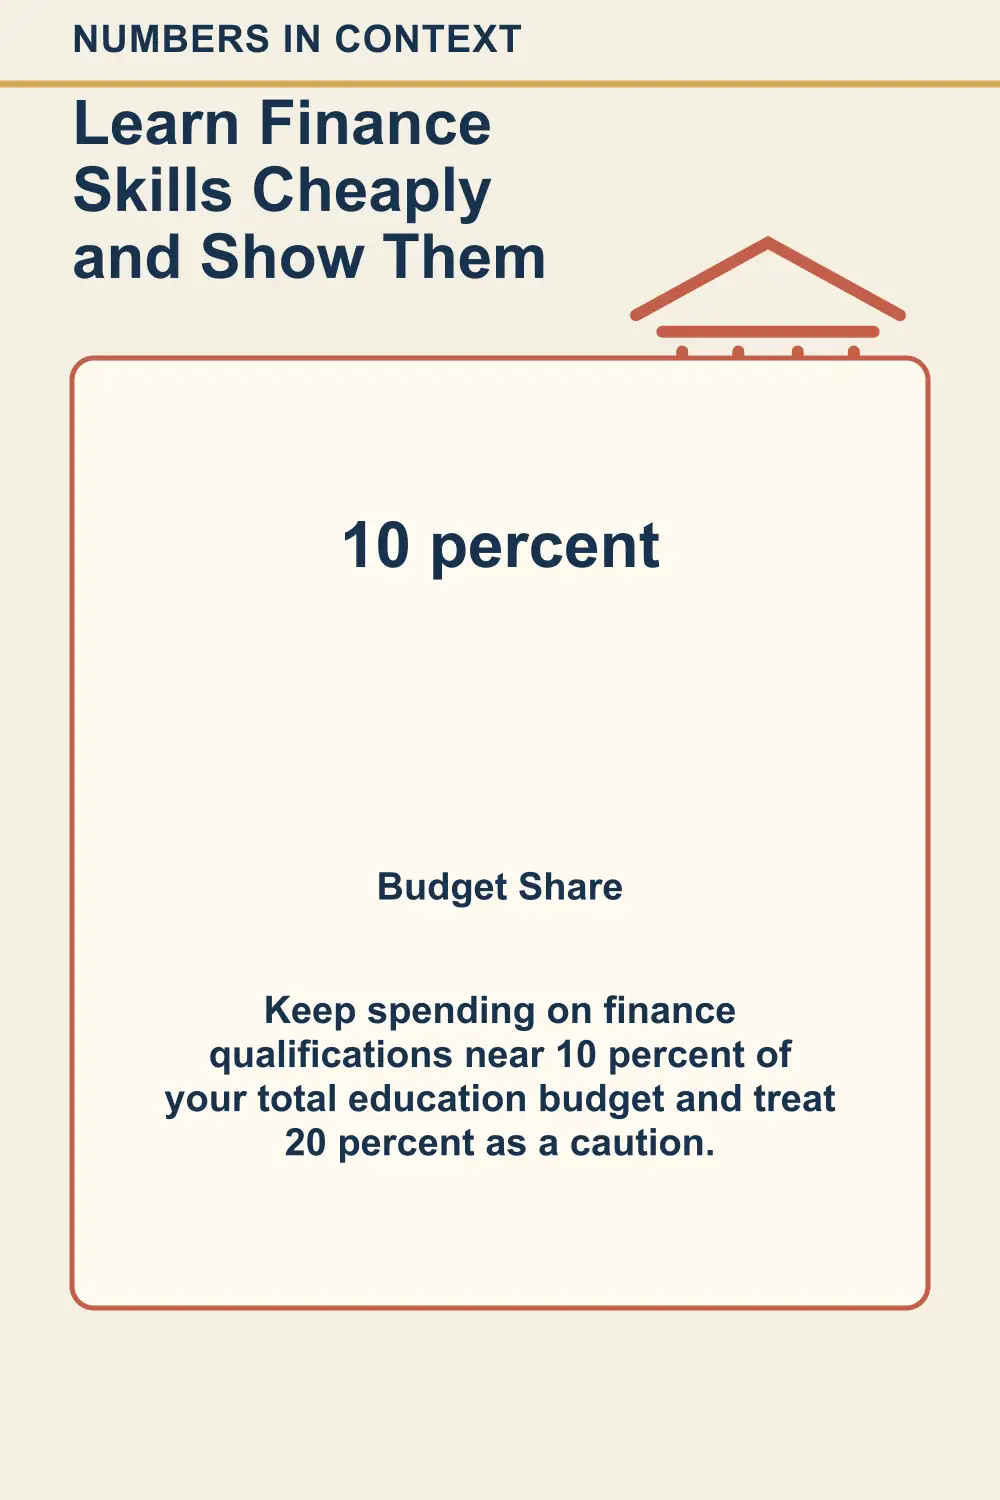 NUMBERS IN CONTEXT
Learn Finance
Skills Cheaply
and Show Them
10 percent
Budget Share
Keep spending on finance
qualifications near 10 percent of
your total education budget and treat
20 percent as a caution.